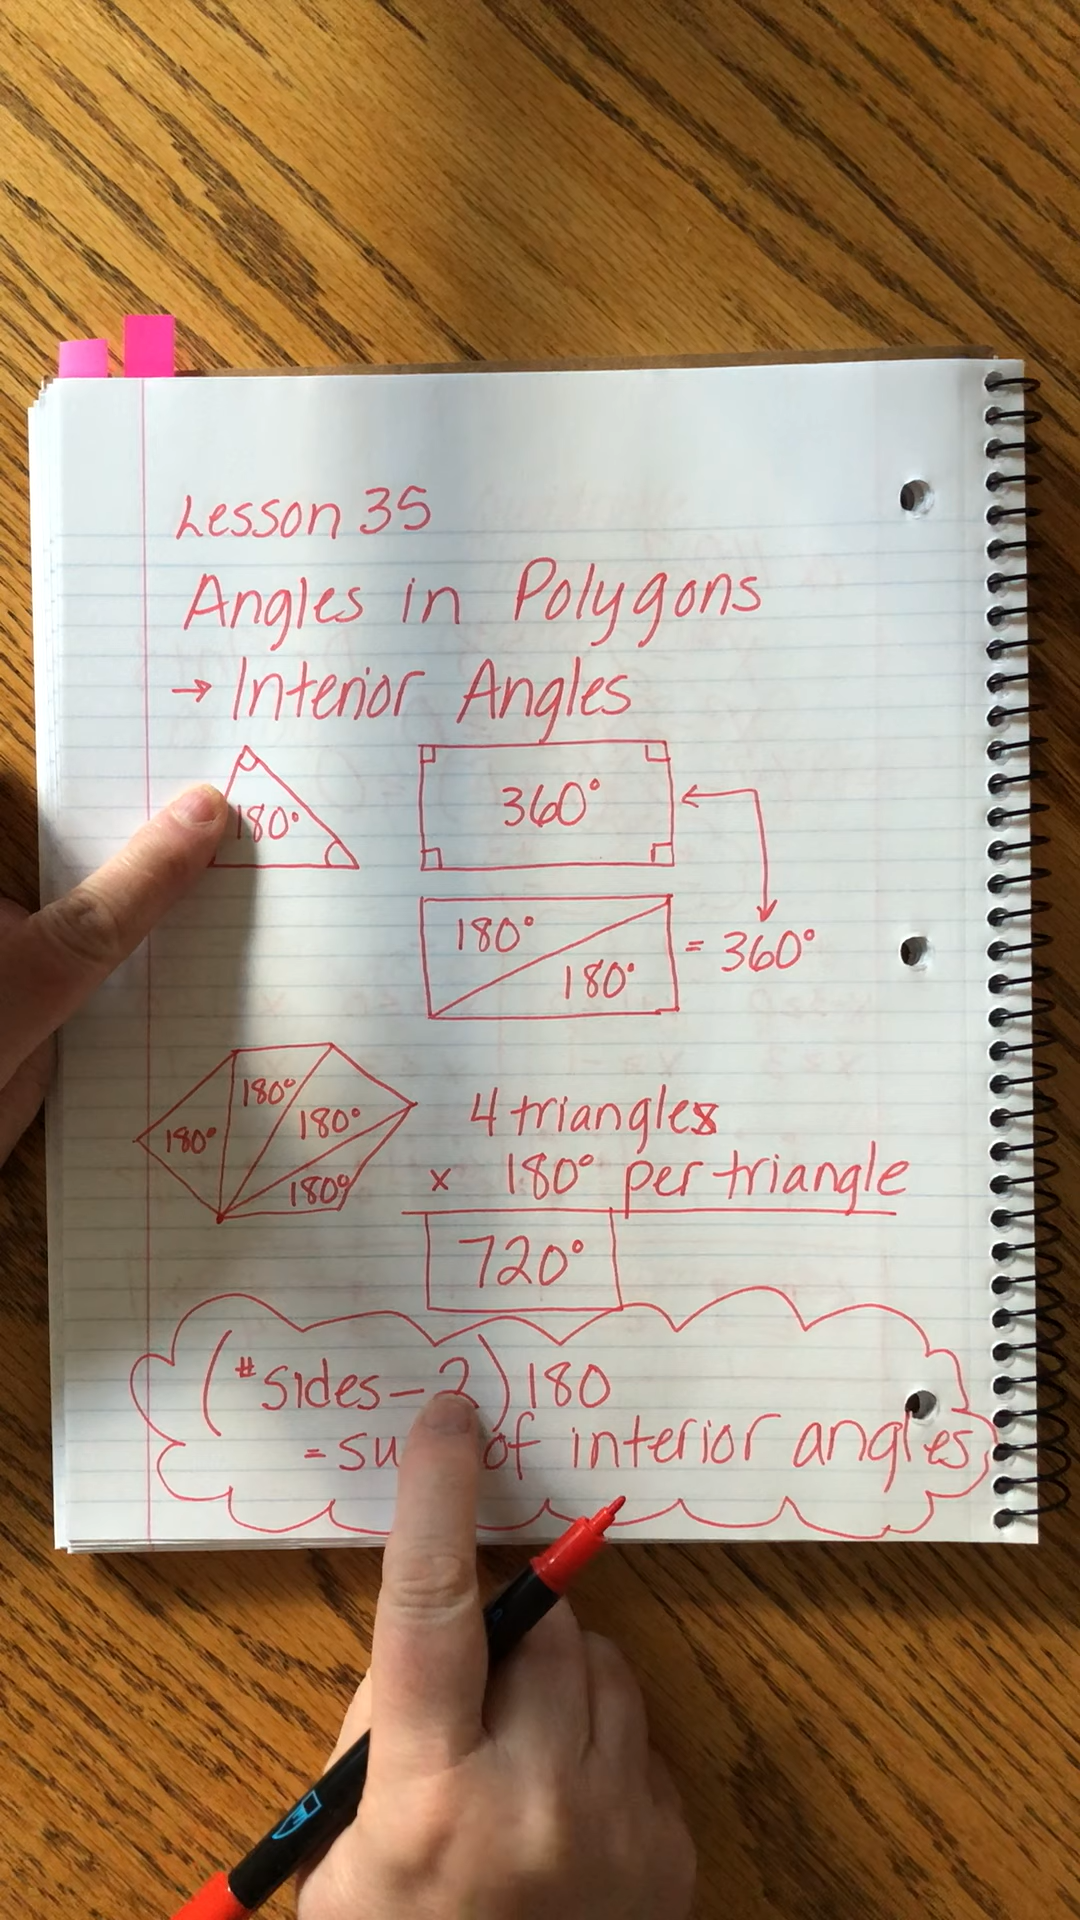 Lesson 35
Angles in Polygons
→ Interior Angles
180°
360°
180°
180°
= 360°
180°
180°
180°
180°
4 triangles
x 180° per triangle
720°
(#sides-2)180
= su of interior angles